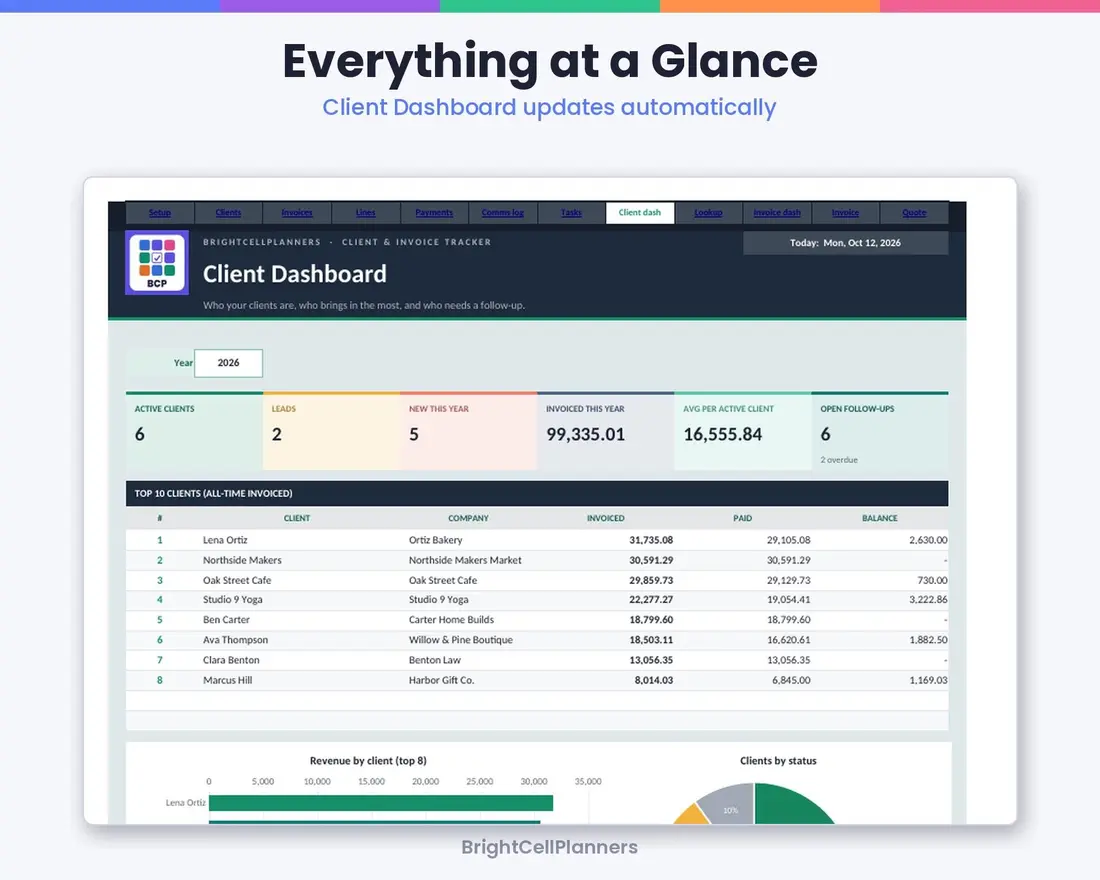 Everything at a Glance
Client Dashboard updates automatically
Setup Clients Invoices Lines Payments Comms log Tasks Client dash Lookup Invoice dash Invoice Quote
BRIGHTCELLPLANNERS · CLIENT & INVOICE TRACKER
Today: Mon, Oct 12, 2026
BCP
Client Dashboard
Who your clients are, who brings in the most, and who needs a follow-up.
Year 2026
ACTIVE CLIENTS LEADS NEW THIS YEAR INVOICED THIS YEAR AVG PER ACTIVE CLIENT OPEN FOLLOW-UPS
6 2 5 99,335.01 16,555.84 6
2 overdue
TOP 10 CLIENTS (ALL-TIME INVOICED)
# CLIENT COMPANY INVOICED PAID BALANCE
1 Lena Ortiz Ortiz Bakery 31,735.08 29,105.08 2,630.00
2 Northside Makers Northside Makers Market 30,591.29 30,591.29 -
3 Oak Street Cafe Oak Street Cafe 29,859.73 29,129.73 730.00
4 Studio 9 Yoga Studio 9 Yoga 22,277.27 19,054.41 3,222.86
5 Ben Carter Carter Home Builds 18,799.60 18,799.60 -
6 Ava Thompson Willow & Pine Boutique 18,503.11 16,620.61 1,882.50
7 Clara Benton Benton Law 13,056.35 13,056.35 -
8 Marcus Hill Harbor Gift Co. 8,014.03 6,845.00 1,169.03
Revenue by client (top 8) Clients by status
0 5,000 10,000 15,000 20,000 25,000 30,000 35,000
Lena Ortiz
10%
BrightCellPlanners